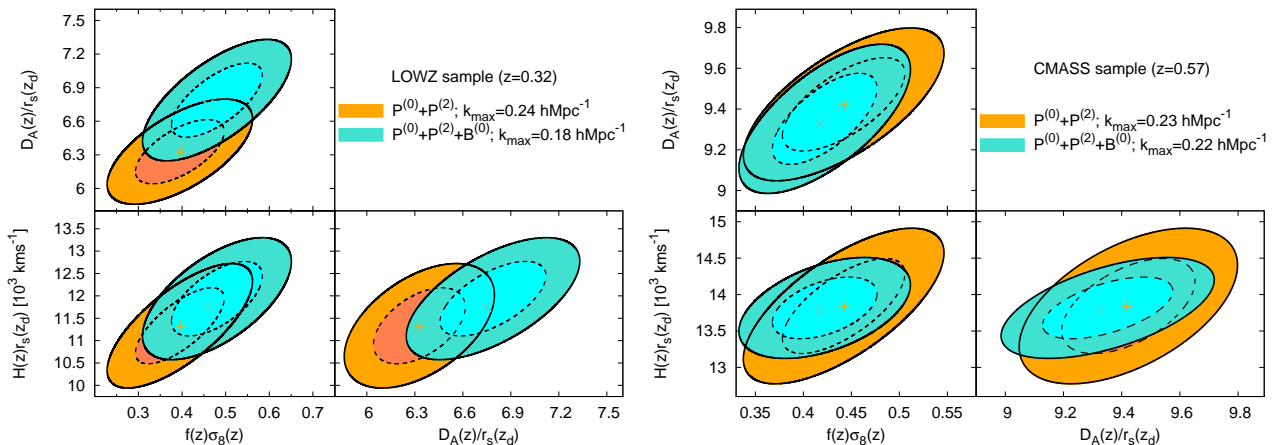 7.5
7.2
6.9
6.6
6.3
6
D_A(z)/r_s(z_d)
LOWZ sample (z=0.32)
P^(0)+P^(2); k_max=0.24 hMpc^-1
P^(0)+P^(2)+B^(0); k_max=0.18 hMpc^-1
13.5
13
12.5
12
11.5
11
10.5
10
H(z)r_s(z_d) [10^3 kms^-1]
0.3 0.4 0.5 0.6 0.7
f(z)σ_8(z)
6 6.3 6.6 6.9 7.2 7.5
D_A(z)/r_s(z_d)
9.8
9.6
9.4
9.2
9
D_A(z)/r_s(z_d)
CMASS sample (z=0.57)
P^(0)+P^(2); k_max=0.23 hMpc^-1
P^(0)+P^(2)+B^(0); k_max=0.22 hMpc^-1
15
14.5
14
13.5
13
H(z)r_s(z_d) [10^3 kms^-1]
0.35 0.4 0.45 0.5 0.55
f(z)σ_8(z)
9 9.2 9.4 9.6 9.8
D_A(z)/r_s(z_d)